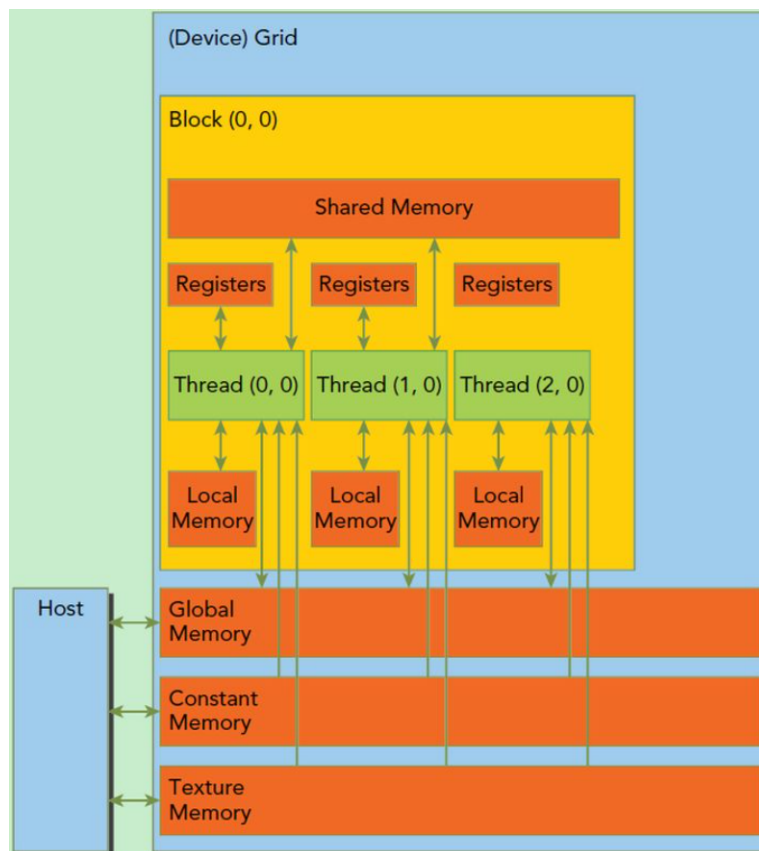 (Device) Grid
Block (0, 0)
Shared Memory
Registers
Registers
Registers
Thread (0, 0)
Thread (1, 0)
Thread (2, 0)
Local
Memory
Local
Memory
Local
Memory
Host
Global
Memory
Constant
Memory
Texture
Memory